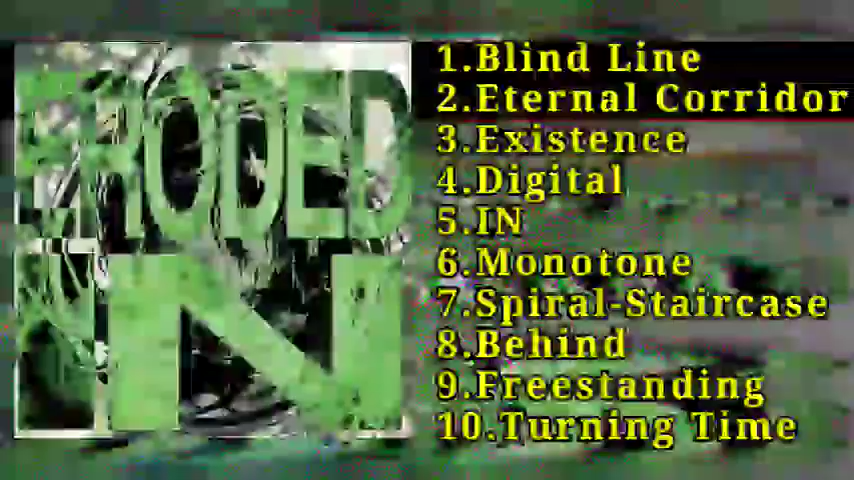 ERODED
IN
1.Blind Line
2.Eternal Corridor
3.Existence
4.Digital
5.IN
6.Monotone
7.Spiral-Staircase
8.Behind
9.Freestanding
10.Turning Time